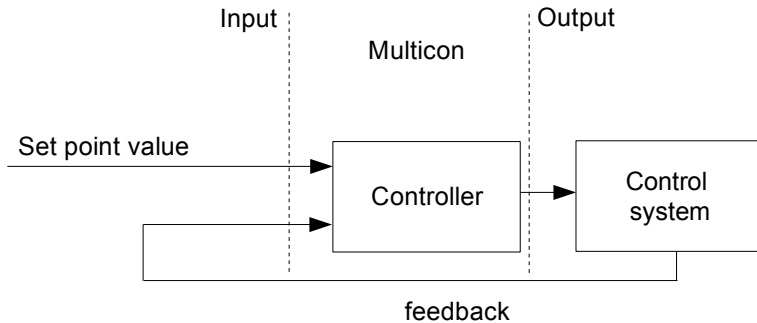 Input
Output
Multicon
Set point value
Controller
Control
system
feedback